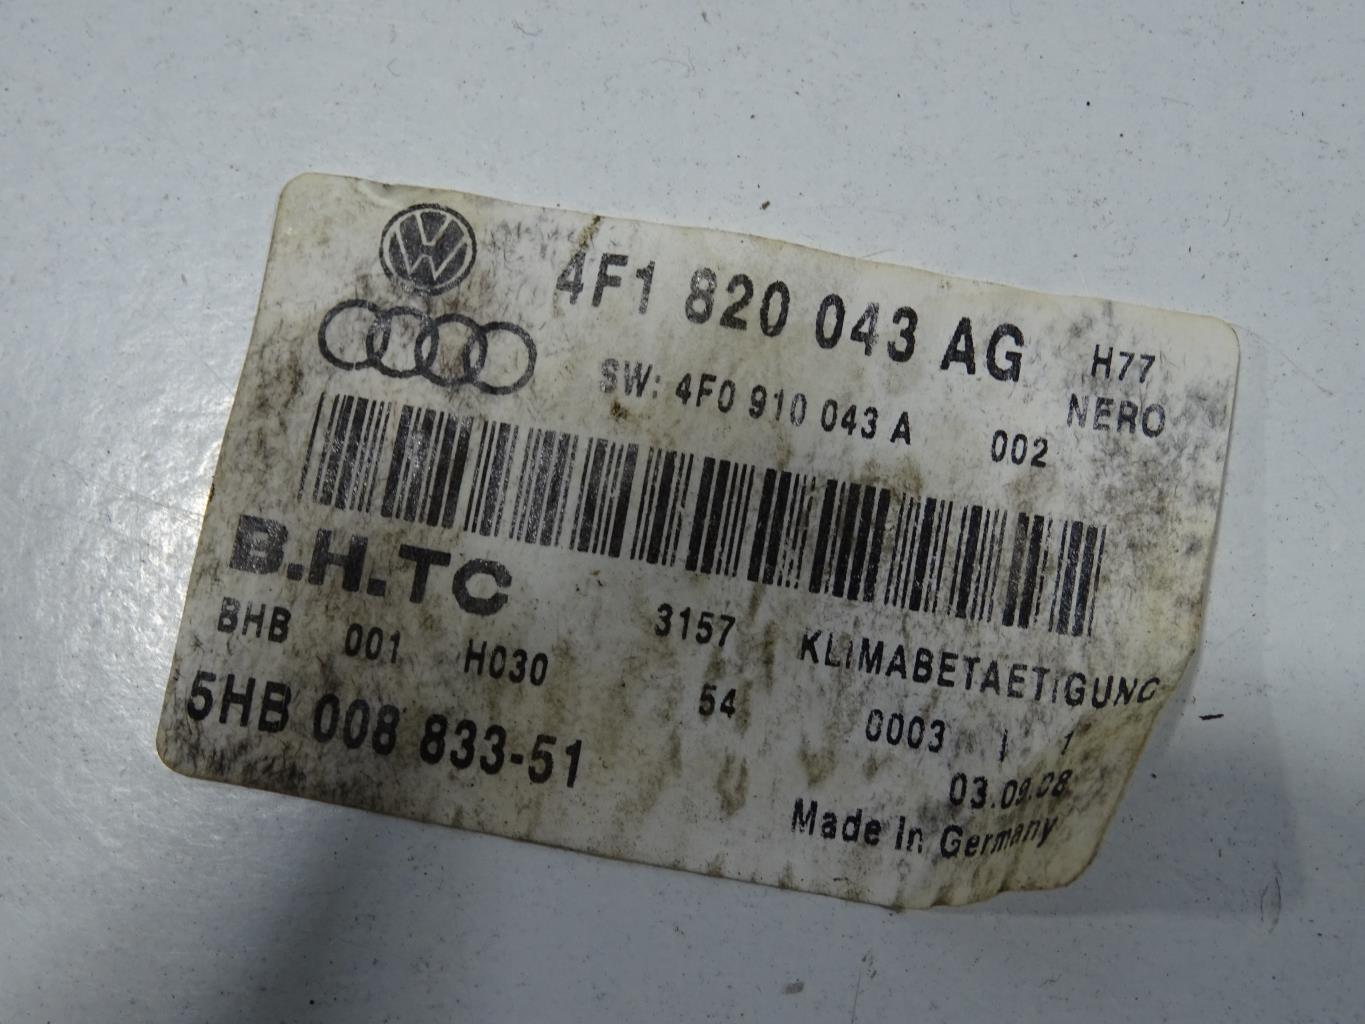 4F1 820 043 AG H77
SW: 4F0 910 043 A 002 NERO
B.H.TC
3157 KLIMABETAETIGUNG
BHB 001 H030
54 0003 | 1
5HB 008 833-51
03.09.08
Made in Germany